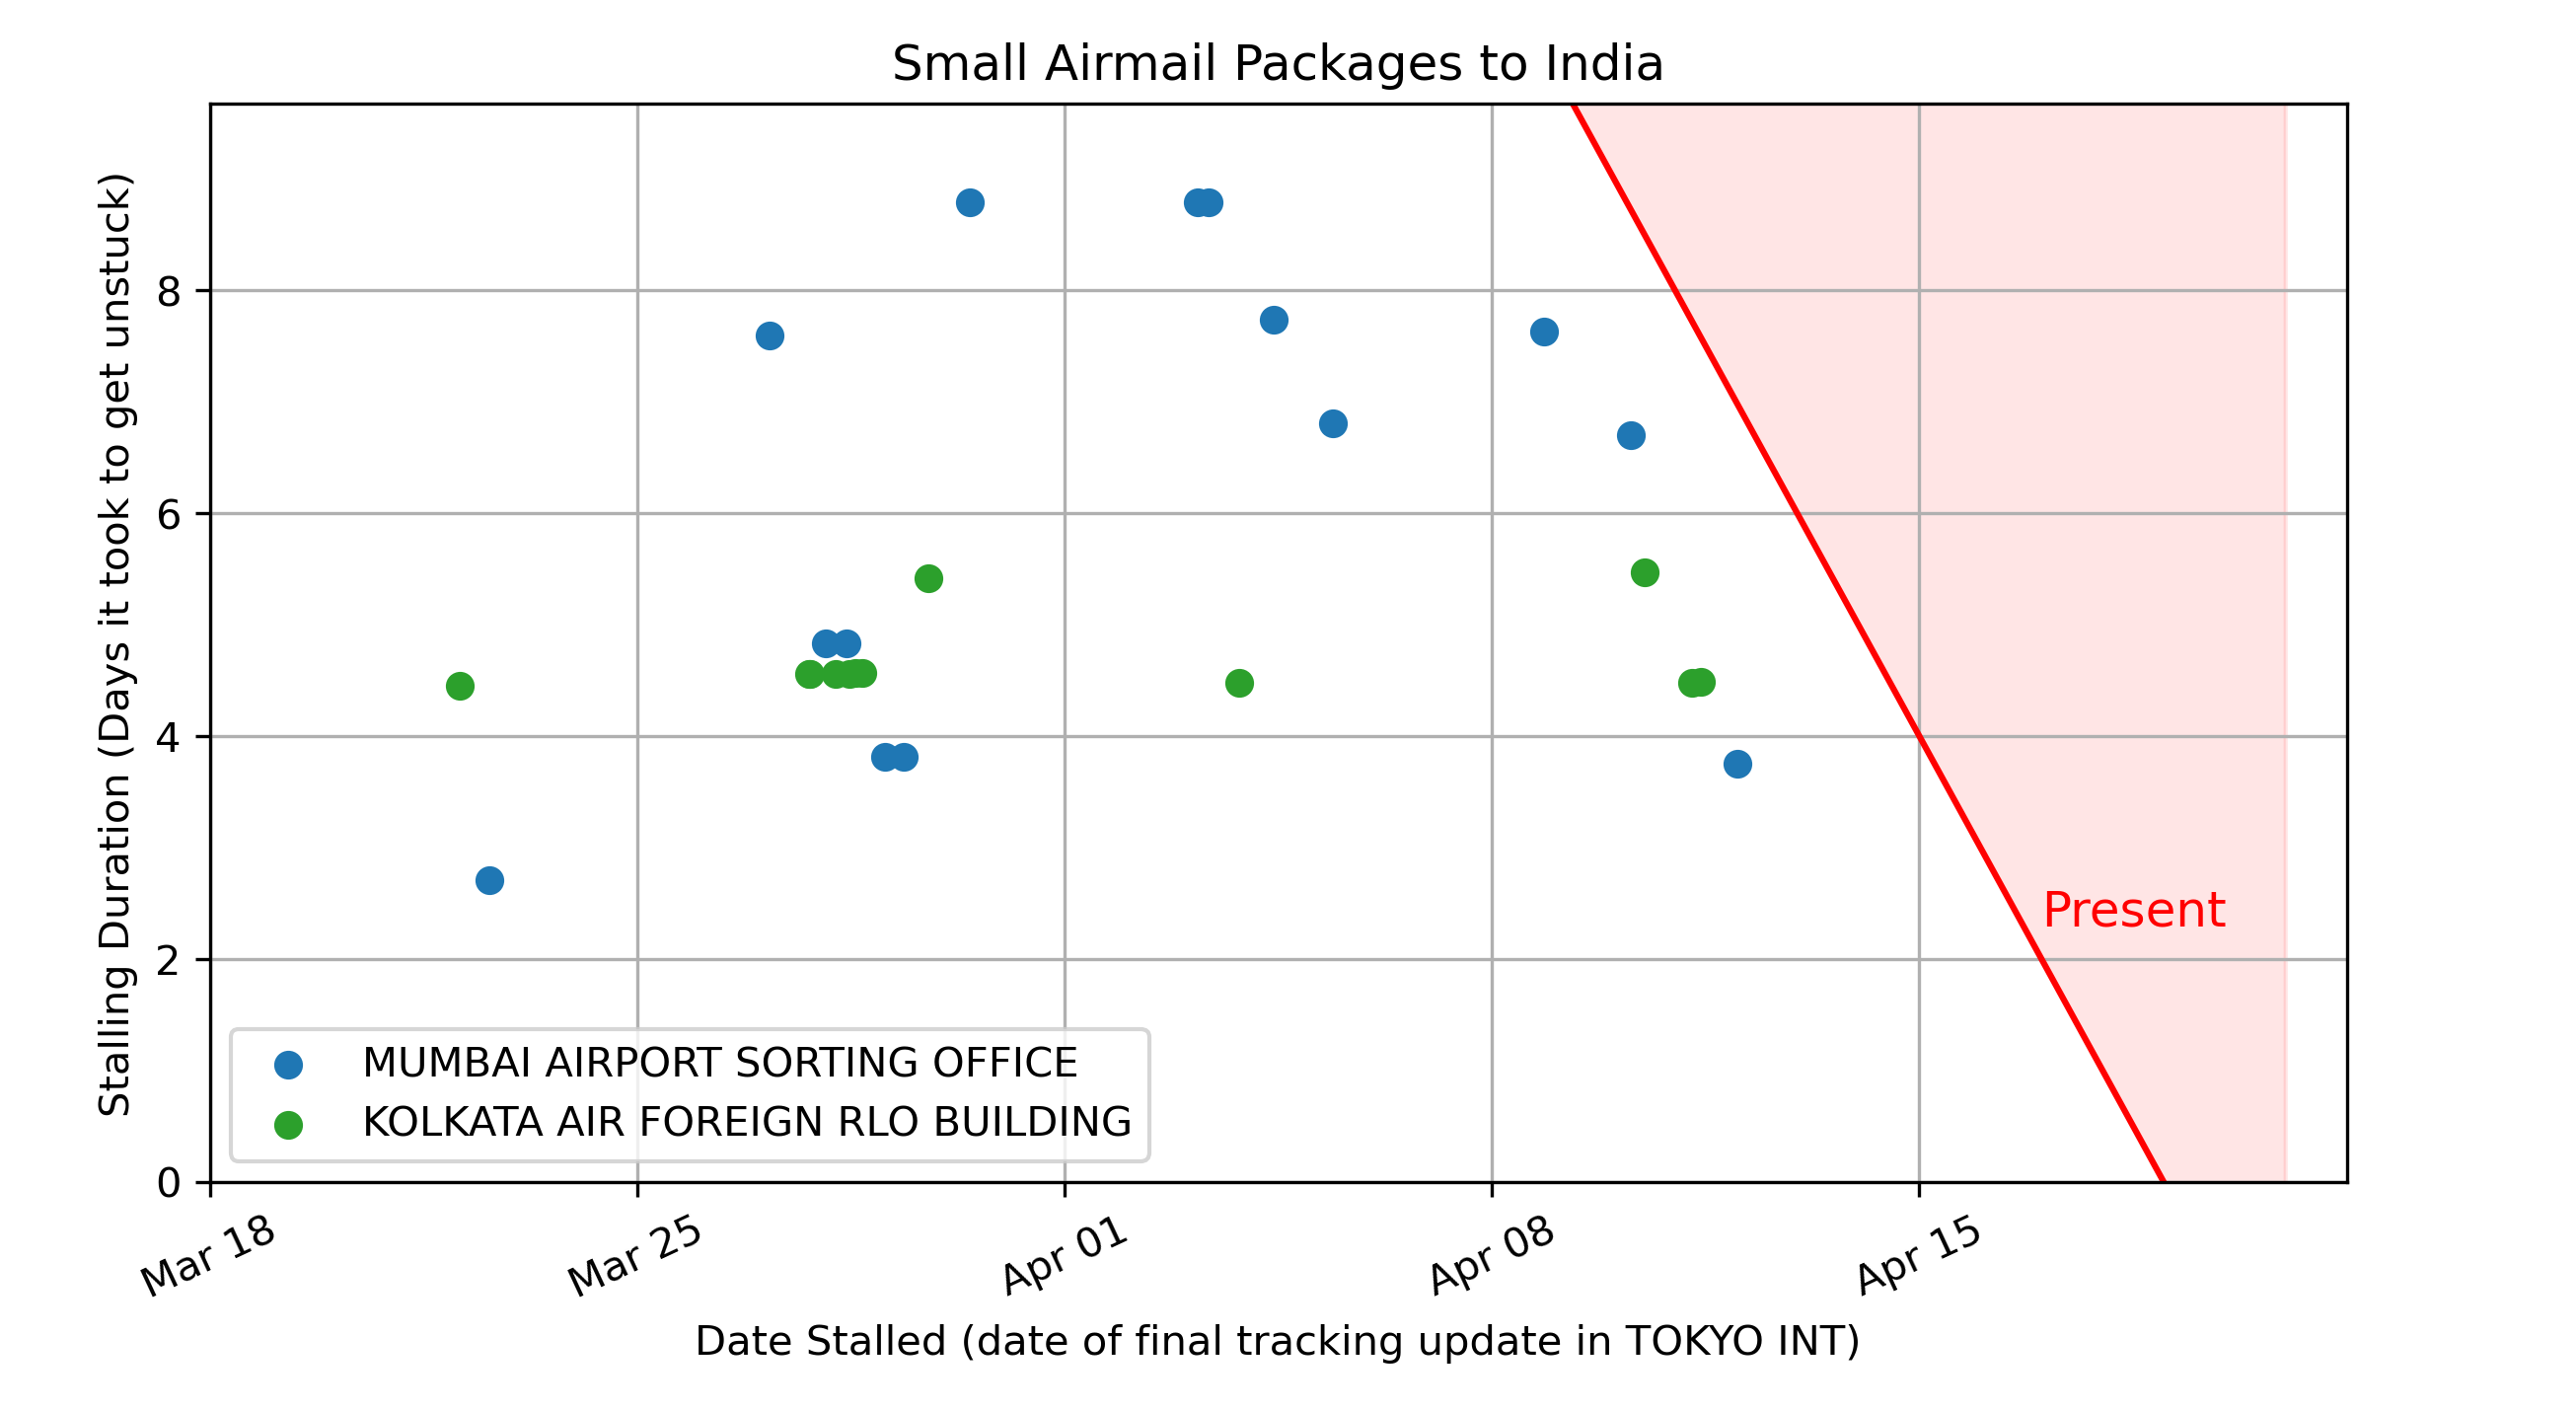 Small Airmail Packages to India
Stalling Duration (Days it took to get unstuck)
8
6
4
2
0
Present
MUMBAI AIRPORT SORTING OFFICE
KOLKATA AIR FOREIGN RLO BUILDING
Mar 18
Mar 25
Apr 01
Apr 08
Apr 15
Date Stalled (date of final tracking update in TOKYO INT)